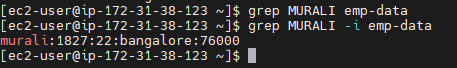 [ec2-user@ip-172-31-38-123 ~]$ grep MURALI emp-data
[ec2-user@ip-172-31-38-123 ~]$ grep MURALI -i emp-data
murali:1827:22:bangalore:76000
[ec2-user@ip-172-31-38-123 ~]$